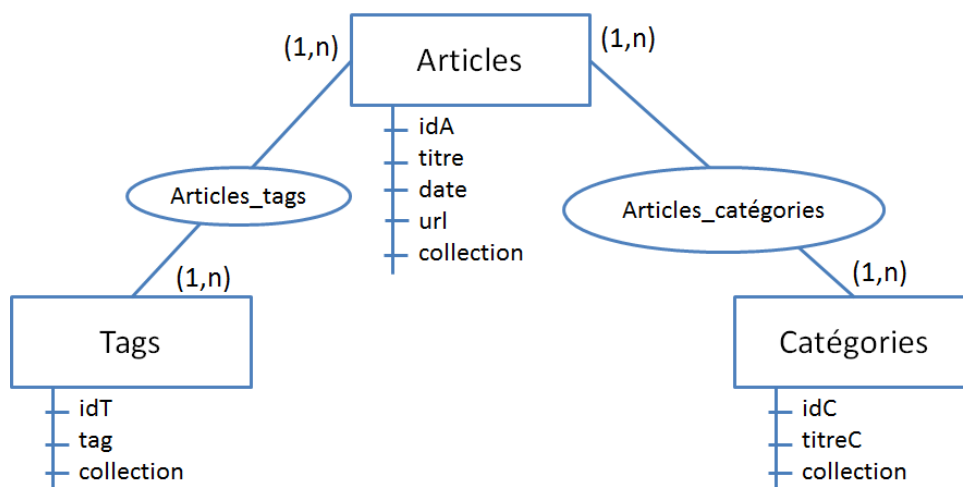 (1,n)
Articles
(1,n)
idA
titre
date
url
collection
Articles_tags
Articles_catégories
(1,n)
Tags
idT
tag
collection
(1,n)
Catégories
idC
titreC
collection